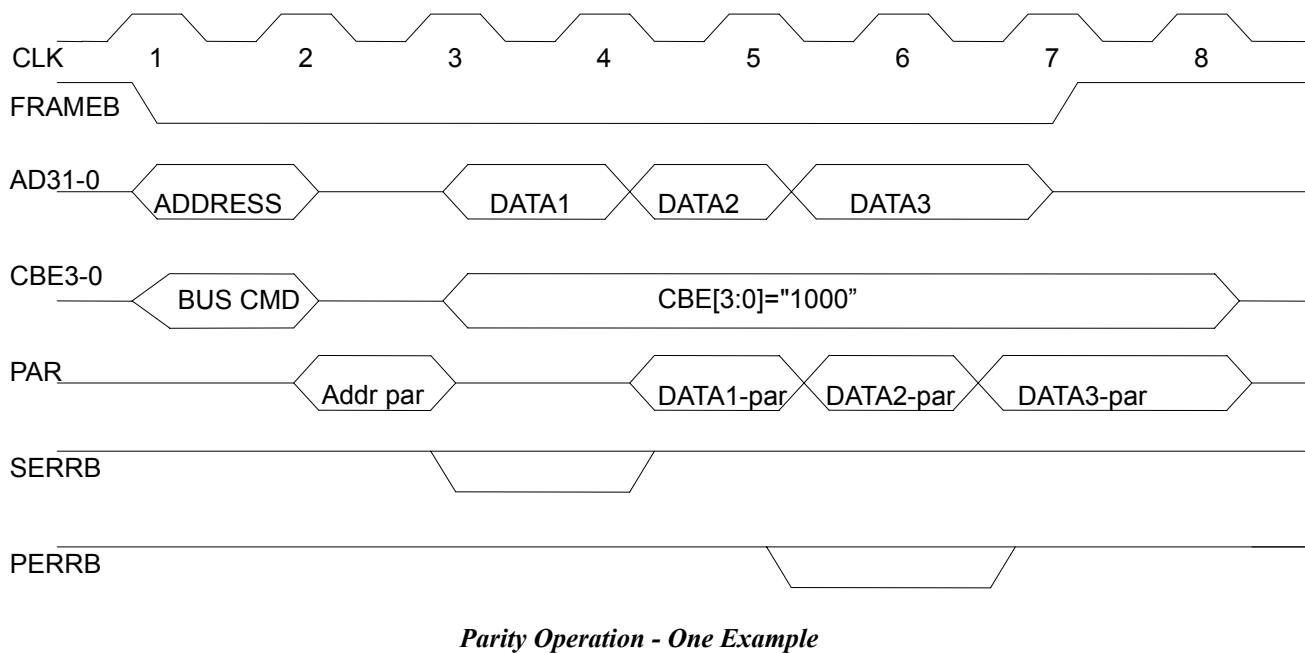 CLK 1 2 3 4 5 6 7 8
FRAMEB
AD31-0
ADDRESS DATA1 DATA2 DATA3
CBE3-0
BUS CMD CBE[3:0]="1000”
PAR
Addr par DATA1-par DATA2-par DATA3-par
SERRB
PERRB
Parity Operation - One Example